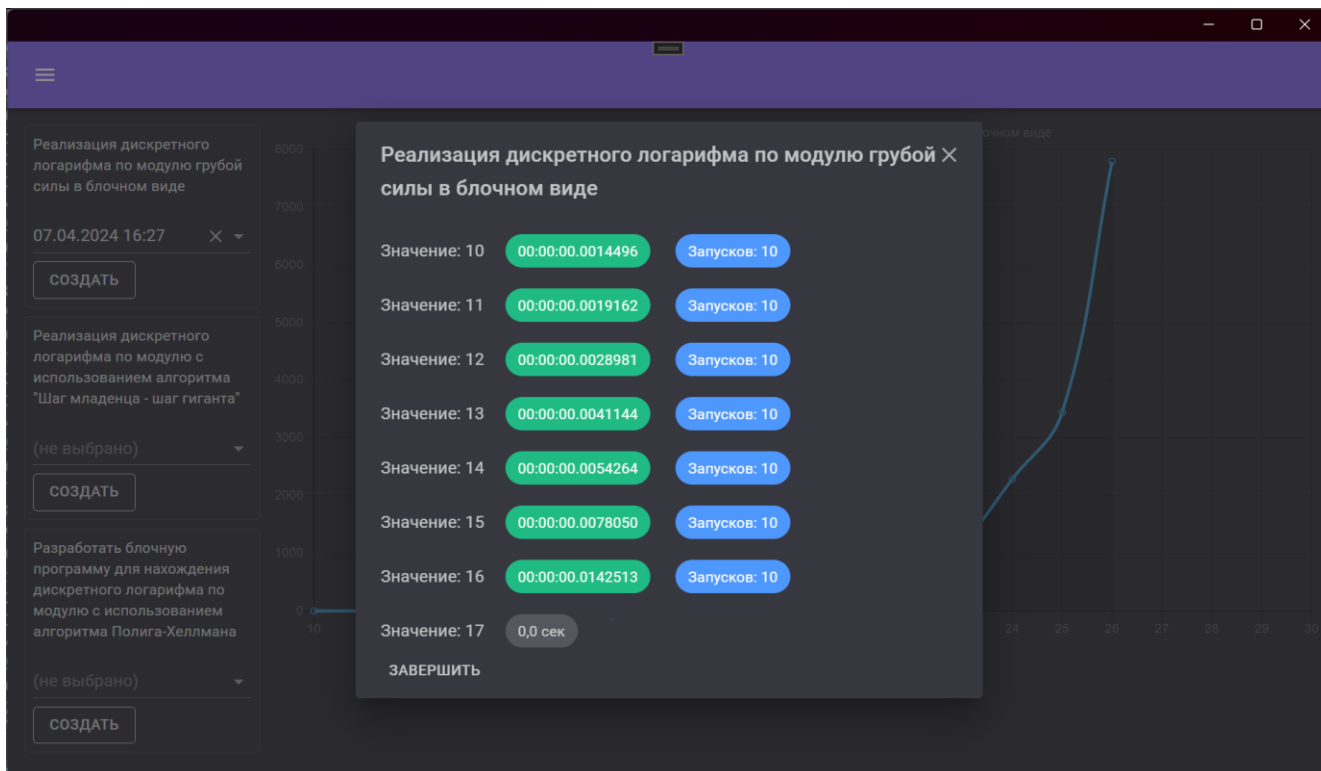 Реализация дискретного
логарифма по модулю грубой
силы в блочном виде
07.04.2024 16:27
СОЗДАТЬ
Реализация дискретного
логарифма по модулю с
использованием алгоритма
"Шаг младенца - шаг гиганта"
(не выбрано)
СОЗДАТЬ
Разработать блочную
программу для нахождения
дискретного логарифма по
модулю с использованием
алгоритма Полига-Хеллмана
(не выбрано)
СОЗДАТЬ
виде
8000
7000
6000
5000
4000
3000
2000
1000
0
10 24 25 26 27 28 29 30
Реализация дискретного логарифма по модулю грубой
силы в блочном виде
Значение: 10 00:00:00.0014496 Запусков: 10
Значение: 11 00:00:00.0019162 Запусков: 10
Значение: 12 00:00:00.0028981 Запусков: 10
Значение: 13 00:00:00.0041144 Запусков: 10
Значение: 14 00:00:00.0054264 Запусков: 10
Значение: 15 00:00:00.0078050 Запусков: 10
Значение: 16 00:00:00.0142513 Запусков: 10
Значение: 17 0,0 сек
ЗАВЕРШИТЬ